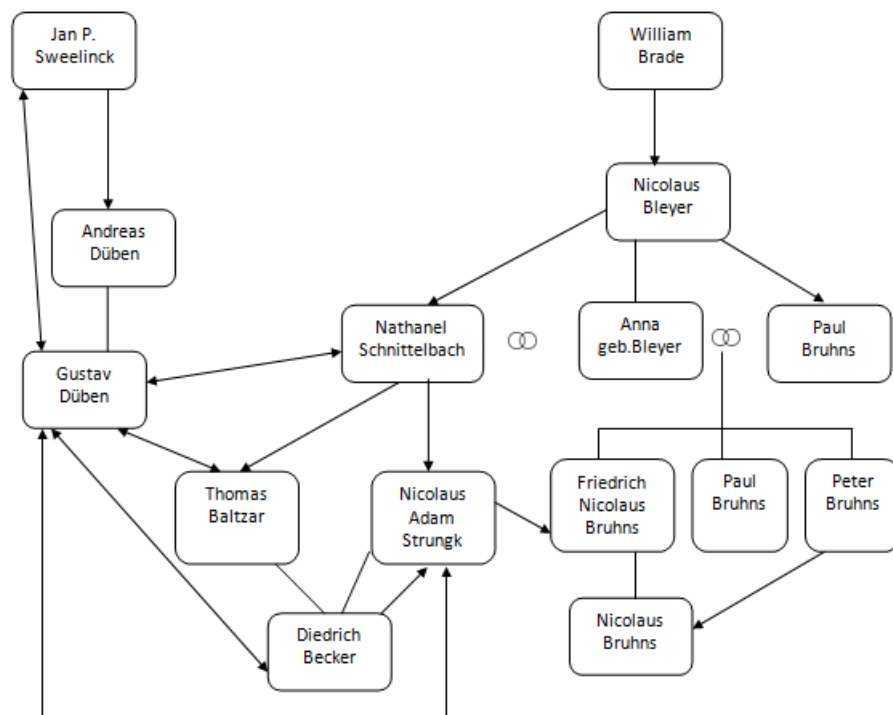 Jan P.
Sweelinck
William
Brade
Nicolaus
Bleyer
Andreas
Düben
Nathanel
Schnittelbach
Anna
geb.Bleyer
Paul
Bruhns
Gustav
Düben
Thomas
Baltzar
Nicolaus
Adam
Strungk
Friedrich
Nicolaus
Bruhns
Paul
Bruhns
Peter
Bruhns
Diedrich
Becker
Nicolaus
Bruhns